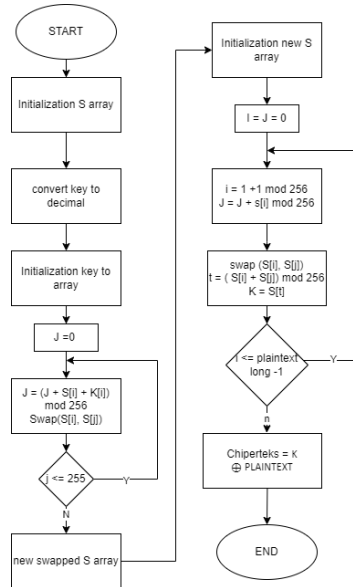 START
Initialization S array
convert key to
decimal
Initialization key to
array
J =0
J = (J + S[i] + K[i])
mod 256
Swap(S[i], S[j])
j <= 255
Y
N
new swapped S array
Initialization new S
array
I = J = 0
i = 1 +1 mod 256
J = J + s[i] mod 256
swap (S[i], S[j])
t = ( S[i] + S[j]) mod 256
K = S[t]
i <= plaintext
long -1
Y
n
Chiperteks = K
⊕ PLAINTEXT
END